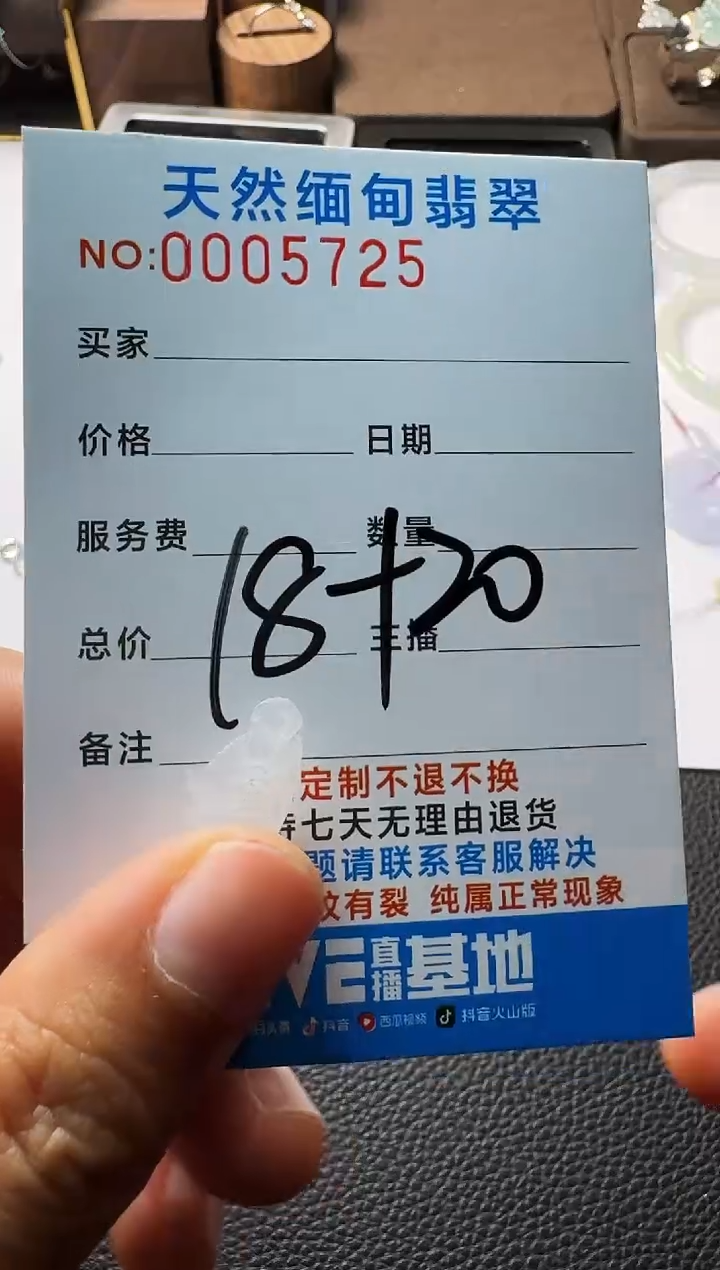 天然缅甸翡翠
NO:0005725
买家
价格 日期
服务费 数量
18+20
总价 主播
备注
定制不退不换
七天无理由退货
题请联系客服解决
纹有裂 纯属正常现象
VE直播基地
抖音 西瓜视频 抖音火山版